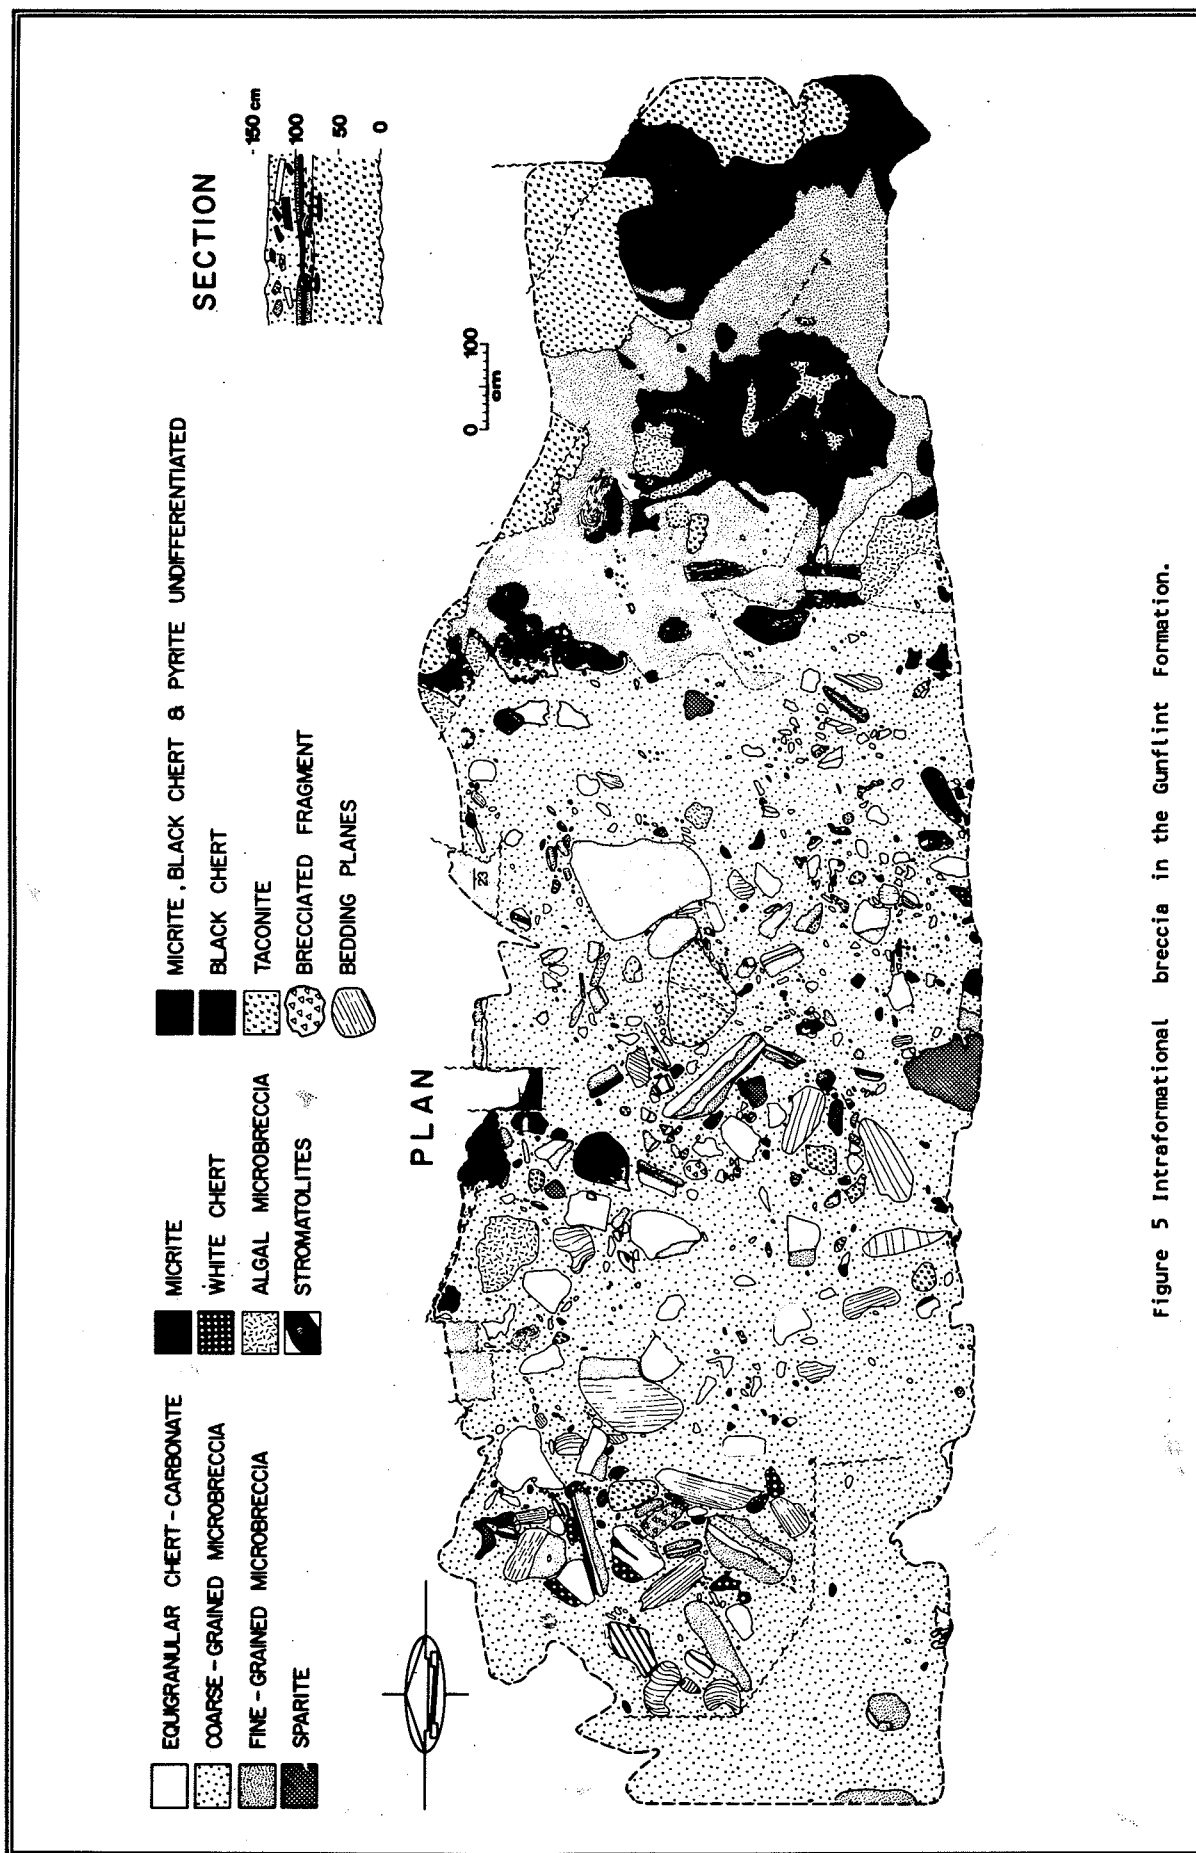 EQUIGRANULAR CHERT-CARBONATE
COARSE-GRAINED MICROBRECCIA
FINE-GRAINED MICROBRECCIA
SPARITE
MICRITE
WHITE CHERT
ALGAL MICROBRECCIA
STROMATOLITES
MICRITE, BLACK CHERT & PYRITE UNDIFFERENTIATED
BLACK CHERT
TACONITE
BRECCIATED FRAGMENT
BEDDING PLANES
SECTION
150 cm
100
50
0
PLAN
0 100
cm
23
Figure 5 Intraformational breccia in the Gunflint Formation.